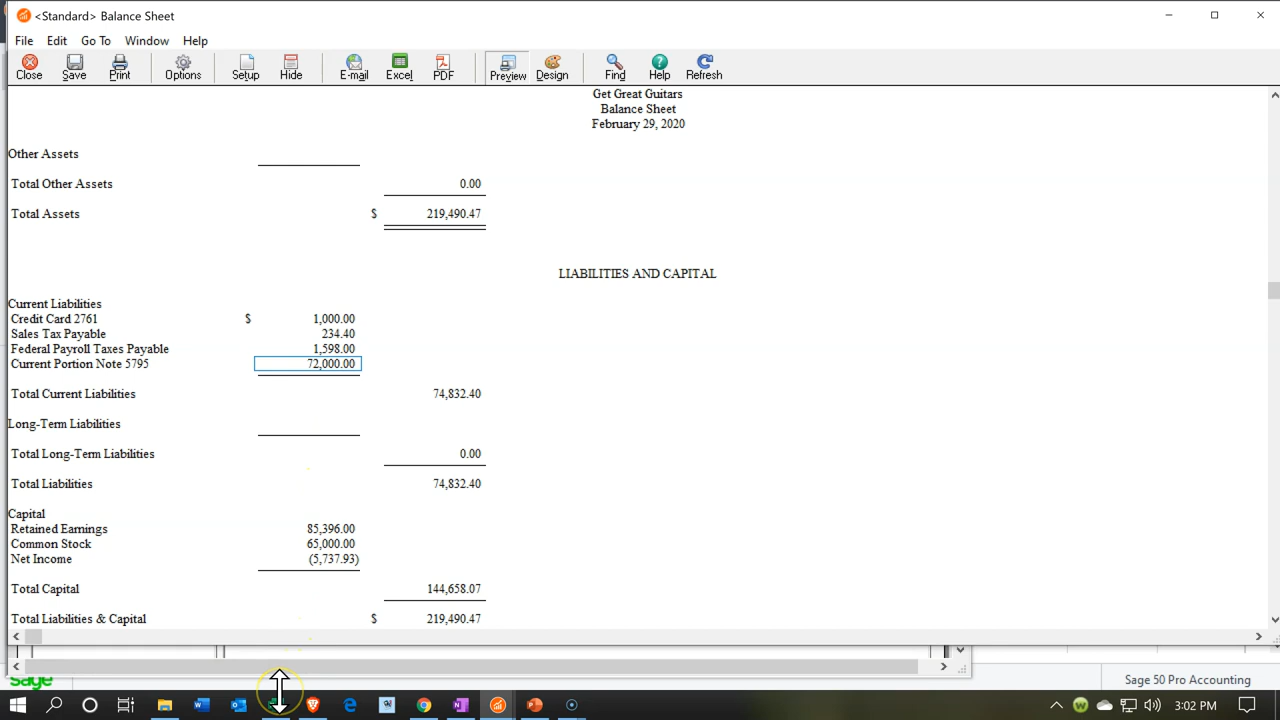 <Standard> Balance Sheet
File Edit Go To Window Help
Close Save Print Options Setup Hide E-mail Excel PDF Preview Design Find Help Refresh
Get Great Guitars
Balance Sheet
February 29, 2020
Other Assets
Total Other Assets 0.00
Total Assets $ 219,490.47
LIABILITIES AND CAPITAL
Current Liabilities
Credit Card 2761 $ 1,000.00
Sales Tax Payable 234.40
Federal Payroll Taxes Payable 1,598.00
Current Portion Note 5795 72,000.00
Total Current Liabilities 74,832.40
Long-Term Liabilities
Total Long-Term Liabilities 0.00
Total Liabilities 74,832.40
Capital
Retained Earnings 85,396.00
Common Stock 65,000.00
Net Income (5,737.93)
Total Capital 144,658.07
Total Liabilities & Capital $ 219,490.47
sage Sage 50 Pro Accounting
3:02 PM